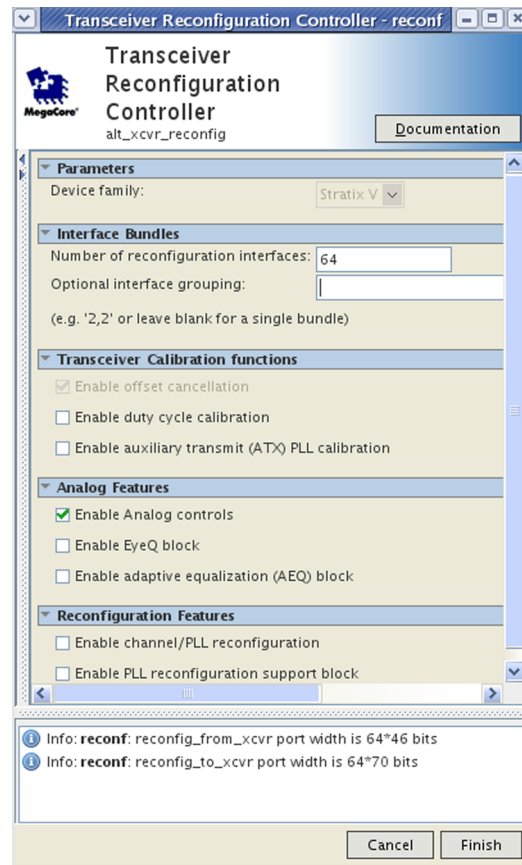 Transceiver Reconfiguration Controller - reconf
Transceiver
Reconfiguration
Controller
MegaCore®
alt_xcvr_reconfig
Documentation
Parameters
Device family:
Stratix V
Interface Bundles
Number of reconfiguration interfaces: 64
Optional interface grouping:
(e.g. '2,2' or leave blank for a single bundle)
Transceiver Calibration functions
Enable offset cancellation
Enable duty cycle calibration
Enable auxiliary transmit (ATX) PLL calibration
Analog Features
Enable Analog controls
Enable EyeQ block
Enable adaptive equalization (AEQ) block
Reconfiguration Features
Enable channel/PLL reconfiguration
Enable PLL reconfiguration support block
Info: reconf: reconfig_from_xcvr port width is 64*46 bits
Info: reconf: reconfig_to_xcvr port width is 64*70 bits
Cancel Finish